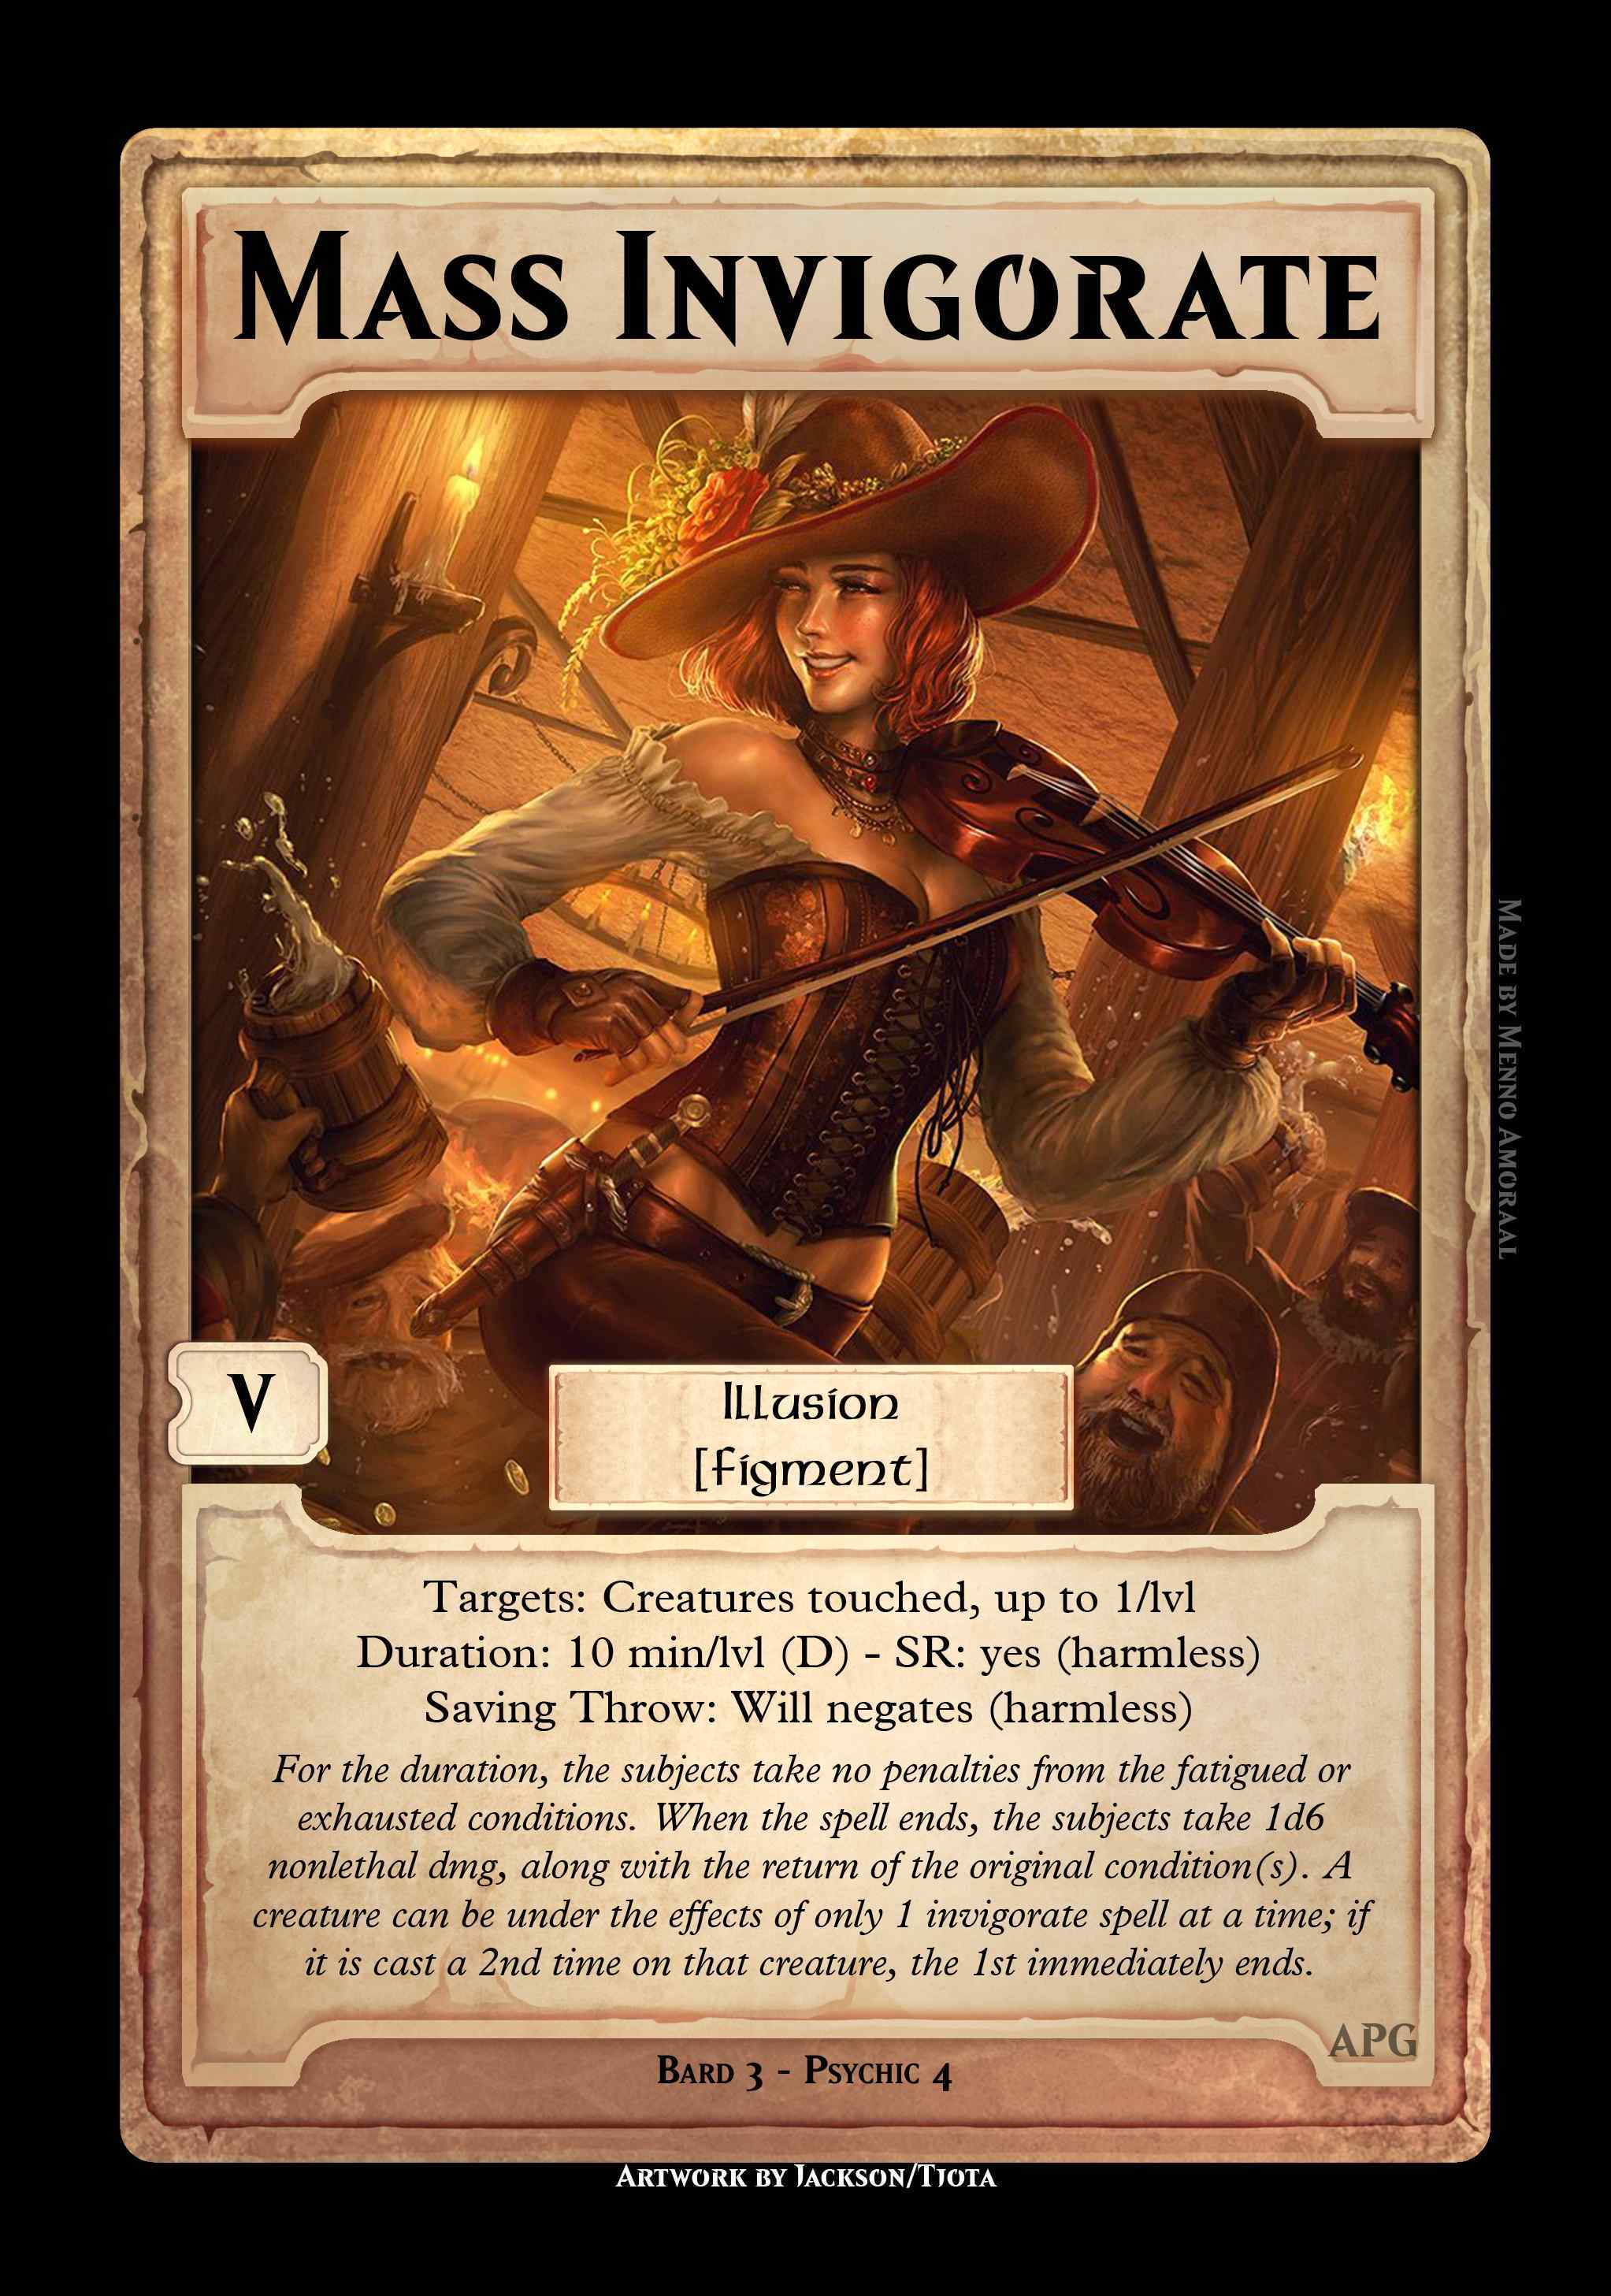 Mass Invigorate
V
Illusion
[Figment]
Targets: Creatures touched, up to 1/lvl
Duration: 10 min/lvl (D) - SR: yes (harmless)
Saving Throw: Will negates (harmless)
For the duration, the subjects take no penalties from the fatigued or
exhausted conditions. When the spell ends, the subjects take 1d6
nonlethal dmg, along with the return of the original condition(s). A
creature can be under the effects of only 1 invigorate spell at a time; if
it is cast a 2nd time on that creature, the 1st immediately ends.
APG
Bard 3 - Psychic 4
Artwork by Jackson/Tjota
Made by Menno Amoraal